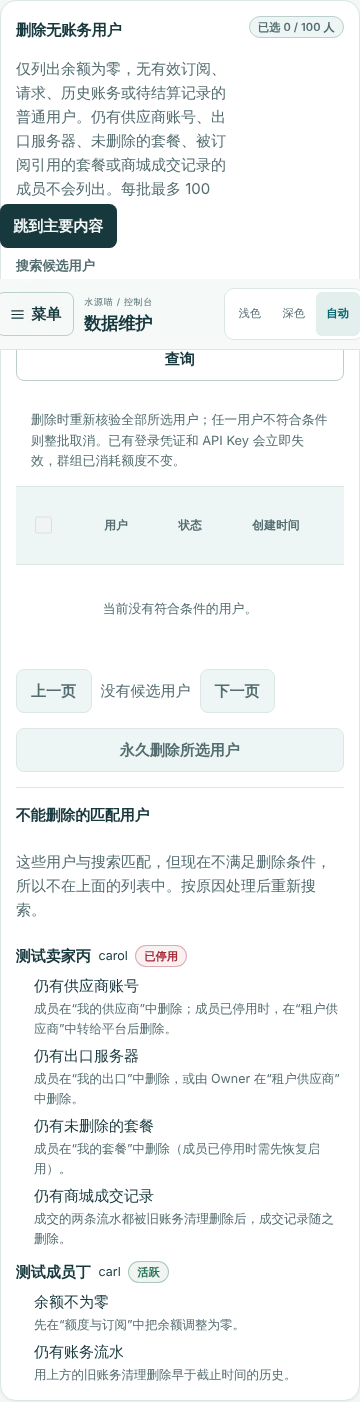 删除无账务用户
已选 0 / 100 人
仅列出余额为零，无有效订阅、
请求、历史账务或待结算记录的
普通用户。仍有供应商账号、出
口服务器、未删除的套餐、被订
阅引用的套餐或商城成交记录的
成员不会列出。每批最多 100
跳到主要内容
搜索候选用户
菜单
水源喵 / 控制台
数据维护
浅色
深色
自动
查询
删除时重新核验全部所选用户；任一用户不符合条件
则整批取消。已有登录凭证和 API Key 会立即失
效，群组已消耗额度不变。
用户
状态
创建时间
当前没有符合条件的用户。
上一页
没有候选用户
下一页
永久删除所选用户
不能删除的匹配用户
这些用户与搜索匹配，但现在不满足删除条件，
所以不在上面的列表中。按原因处理后重新搜
索。
测试卖家丙 carol 已停用
仍有供应商账号
成员在“我的供应商”中删除；成员已停用时，在“租户供
应商”中转给平台后删除。
仍有出口服务器
成员在“我的出口”中删除，或由 Owner 在“租户供应商”
中删除。
仍有未删除的套餐
成员在“我的套餐”中删除（成员已停用时需先恢复启
用）。
仍有商城成交记录
成交的两条流水都被旧账务清理删除后，成交记录随之
删除。
测试成员丁 carl 活跃
余额不为零
先在“额度与订阅”中把余额调整为零。
仍有账务流水
用上方的旧账务清理删除早于截止时间的历史。